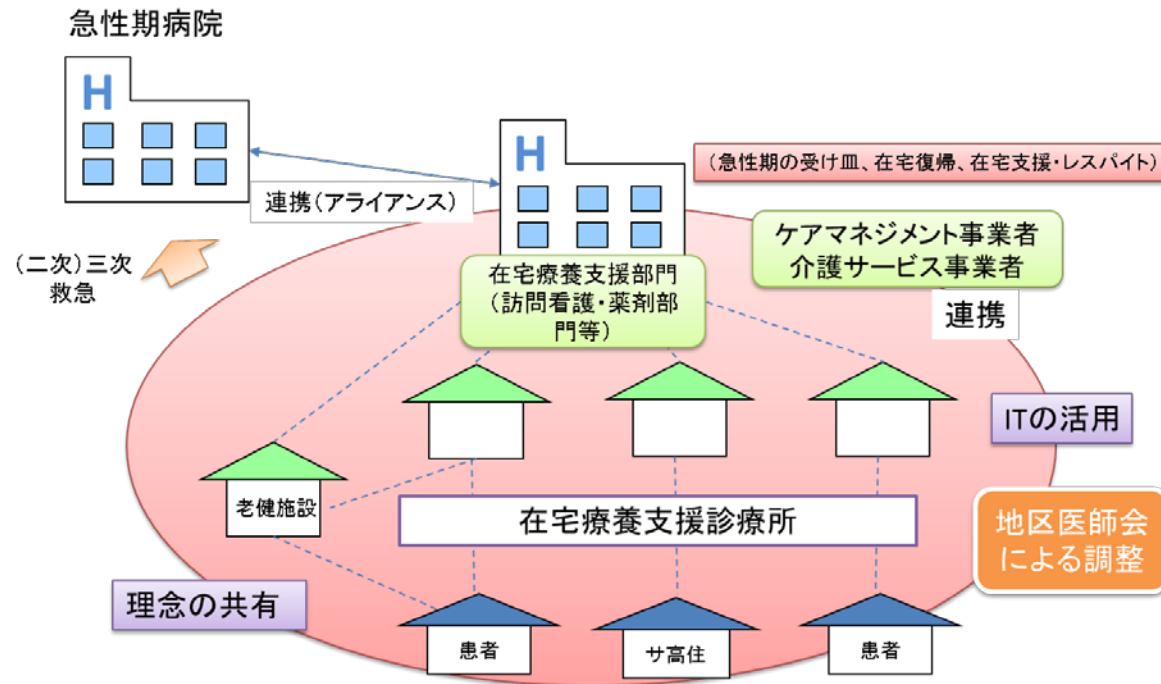 急性期病院
H
H
(急性期の受け皿、在宅復帰、在宅支援・レスパイト)
連携(アライアンス)
ケアマネジメント事業者
介護サービス事業者
(二次)三次
救急
在宅療養支援部門
(訪問看護・薬剤部
門等)
連携
ITの活用
老健施設
在宅療養支援診療所
地区医師会
による調整
理念の共有
患者
サ高住
患者